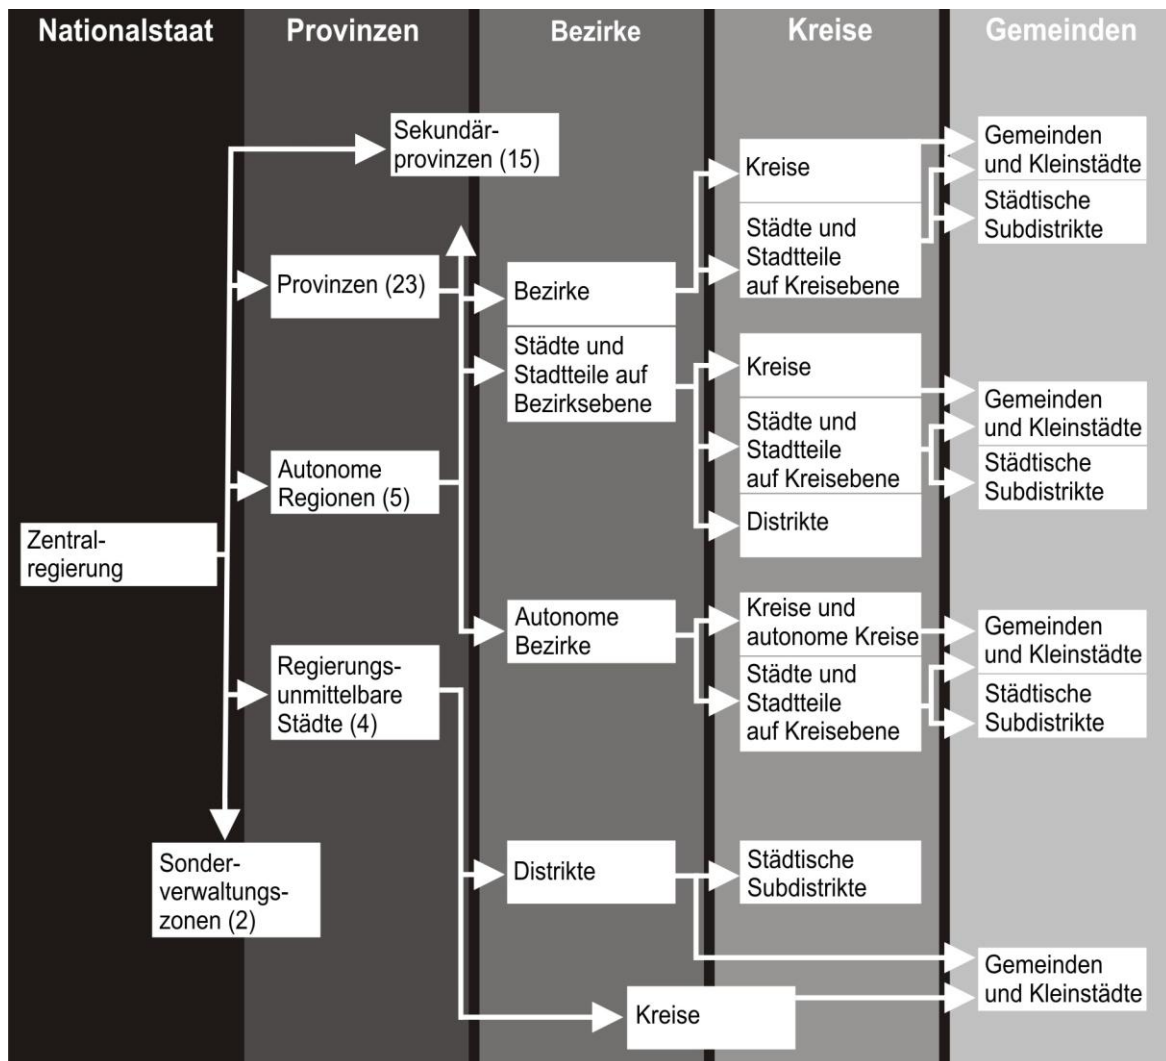 Nationalstaat
Provinzen
Bezirke
Kreise
Gemeinden
Zentral-
regierung
Sekundär-
provinzen (15)
Provinzen (23)
Autonome
Regionen (5)
Regierungs-
unmittelbare
Städte (4)
Sonder-
verwaltungs-
zonen (2)
Bezirke
Städte und
Stadtteile auf
Bezirksebene
Autonome
Bezirke
Distrikte
Kreise
Kreise
Städte und
Stadtteile
auf Kreisebene
Kreise
Städte und
Stadtteile
auf Kreisebene
Distrikte
Kreise und
autonome Kreise
Städte und
Stadtteile
auf Kreisebene
Städtische
Subdistrikte
Gemeinden
und Kleinstädte
Städtische
Subdistrikte
Gemeinden
und Kleinstädte
Städtische
Subdistrikte
Gemeinden
und Kleinstädte
Städtische
Subdistrikte
Gemeinden
und Kleinstädte